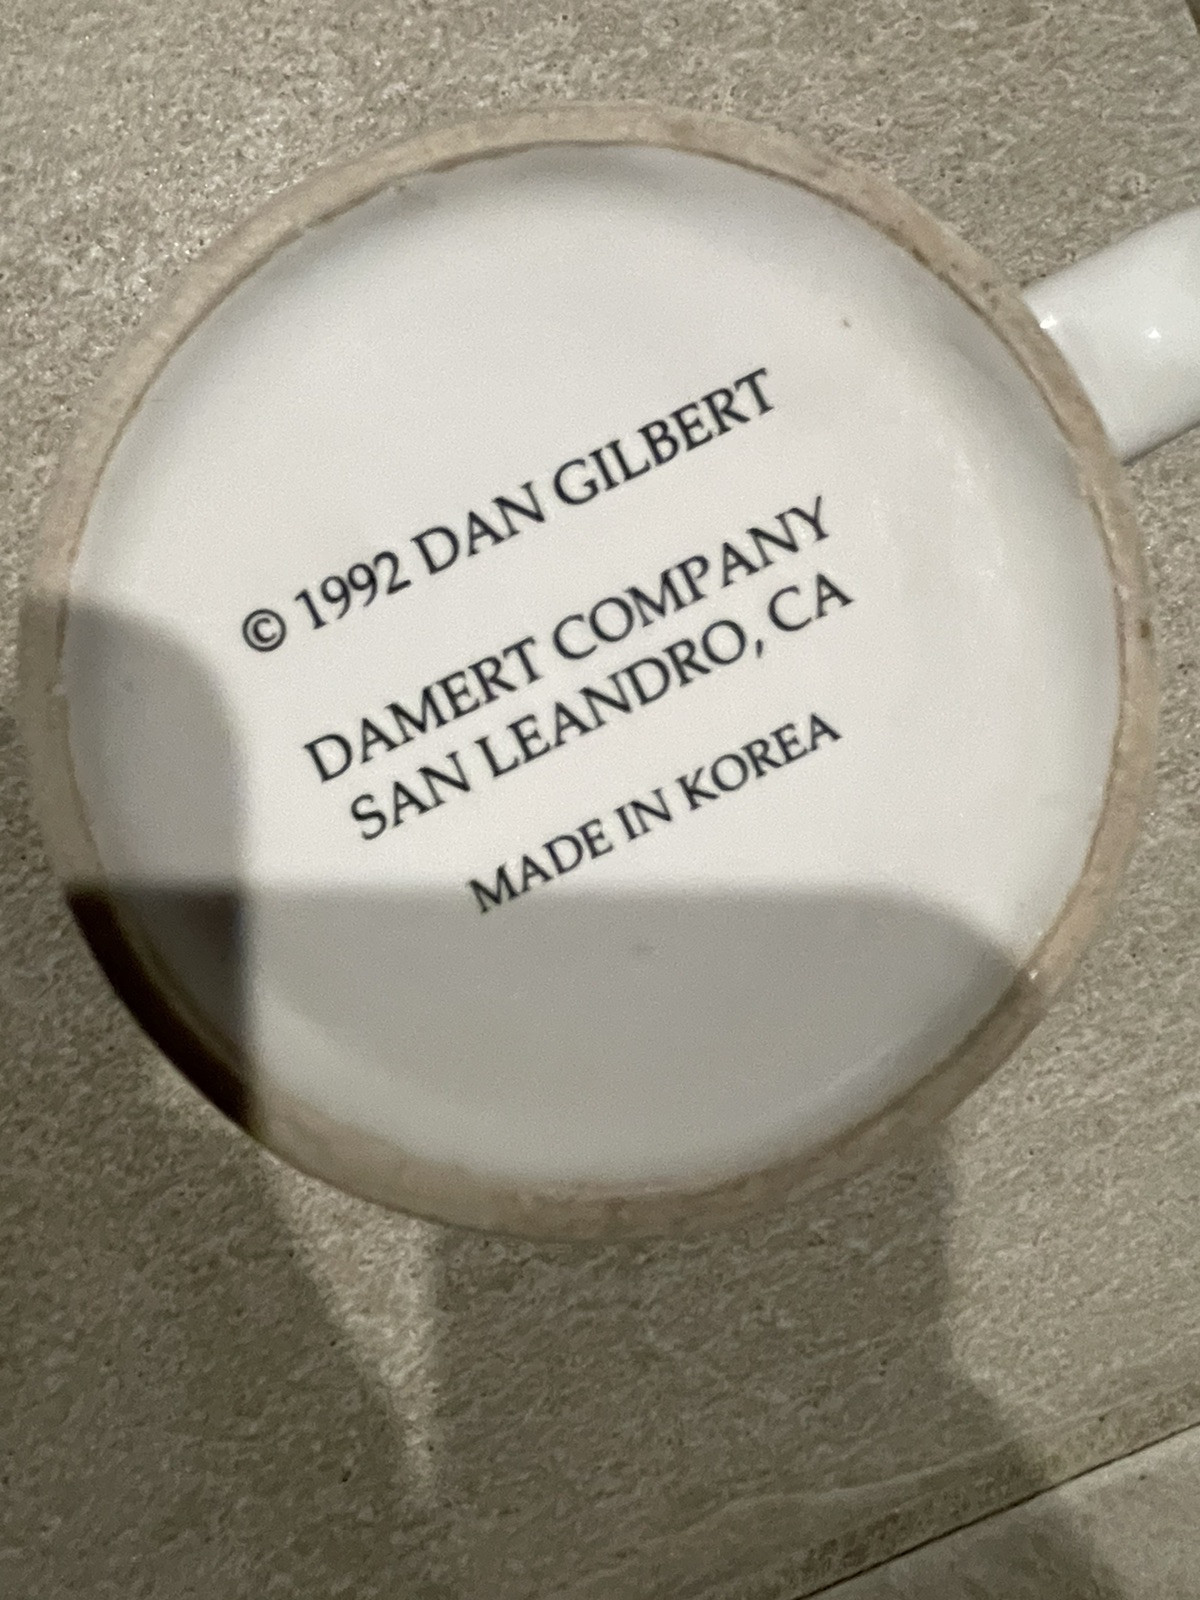 © 1992 DAN GILBERT
DAMERT COMPANY
SAN LEANDRO, CA
MADE IN KOREA